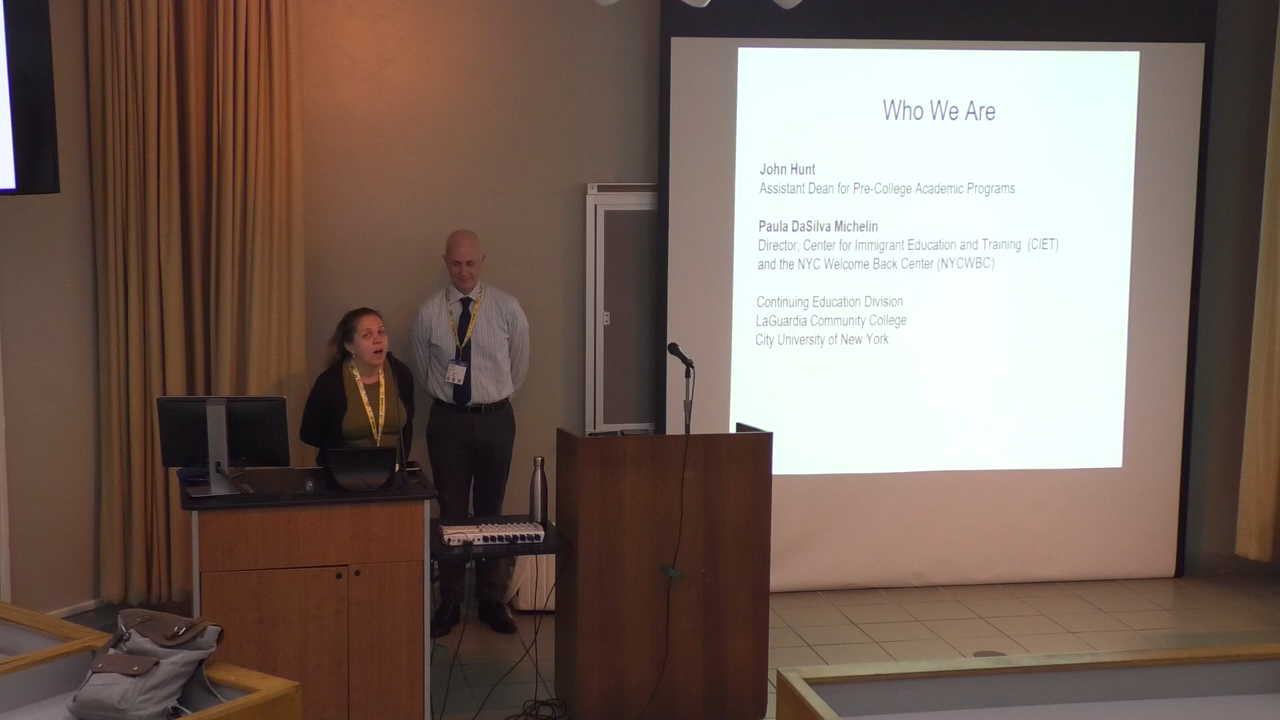 Who We Are
John Hunt
Assistant Dean for Pre-College Academic Programs
Paula DaSilva Michelin
Director, Center for Immigrant Education and Training (CIET)
and the NYC Welcome Back Center (NYCWBC)
Continuing Education Division
LaGuardia Community College
City University of New York